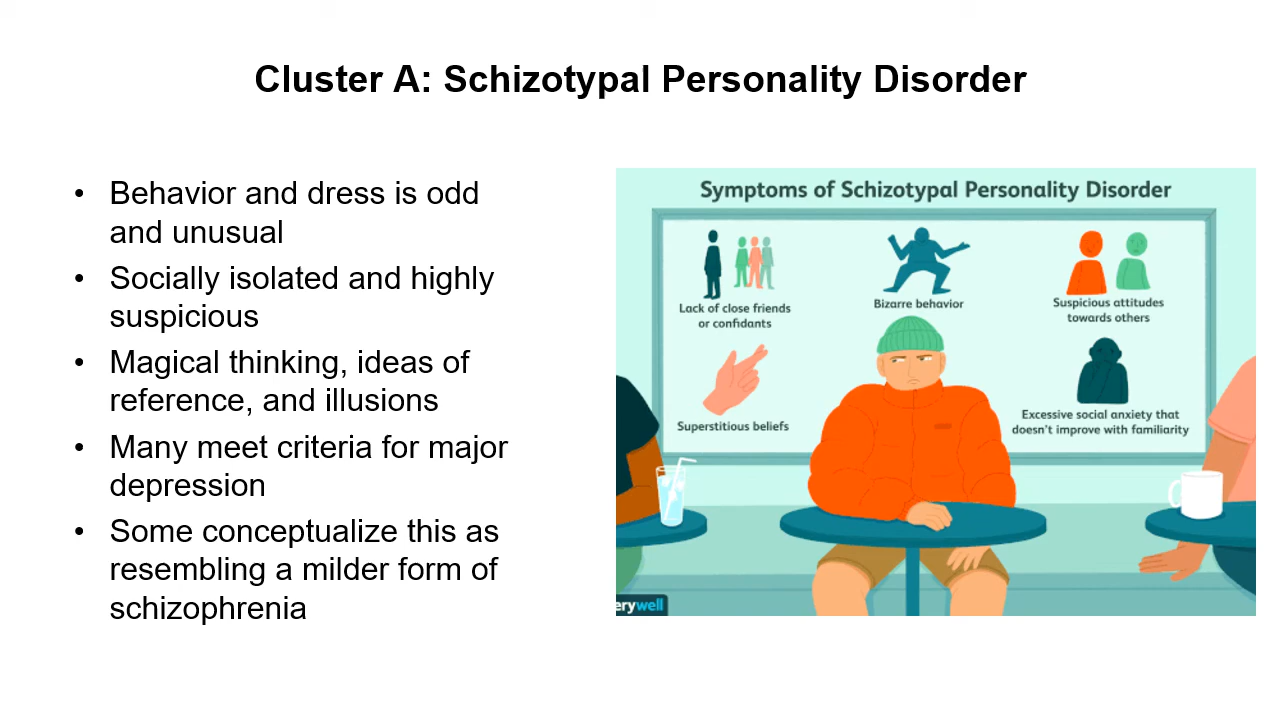 Cluster A: Schizotypal Personality Disorder
• Behavior and dress is odd
and unusual
• Socially isolated and highly
suspicious
• Magical thinking, ideas of
reference, and illusions
• Many meet criteria for major
depression
• Some conceptualize this as
resembling a milder form of
schizophrenia
Symptoms of Schizotypal Personality Disorder
Lack of close friends
or confidants
Bizarre behavior
Suspicious attitudes
towards others
Superstitious beliefs
Excessive social anxiety that
doesn't improve with familiarity
erywell